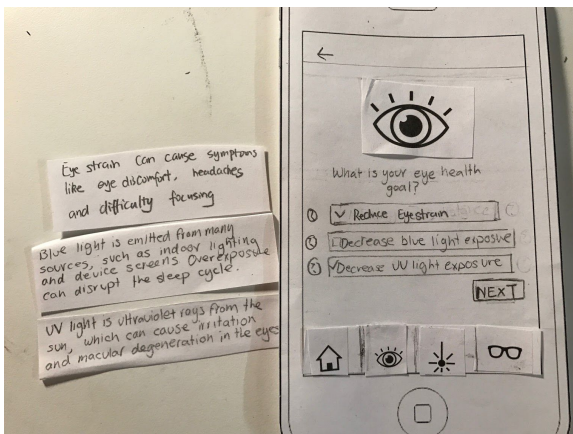 Eye strain can cause symptoms
like eye discomfort, headaches
and difficulty focusing
Blue light is emitted from many
sources, such as indoor lighting
and device screens. Overexposure
can disrupt the sleep cycle.
UV light is ultraviolet rays from the
sun, which can cause irritation
and macular degeneration in the eyes
What is your eye health
goal?
Reduce Eyestrain
Decrease blue light exposure
Decrease UV light exposure
NEXT